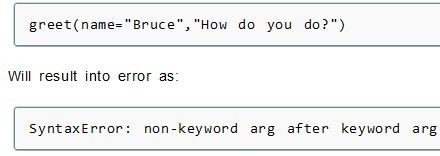 greet(name="Bruce","How do you do?")
Will result into error as:
SyntaxError: non-keyword arg after keyword arg